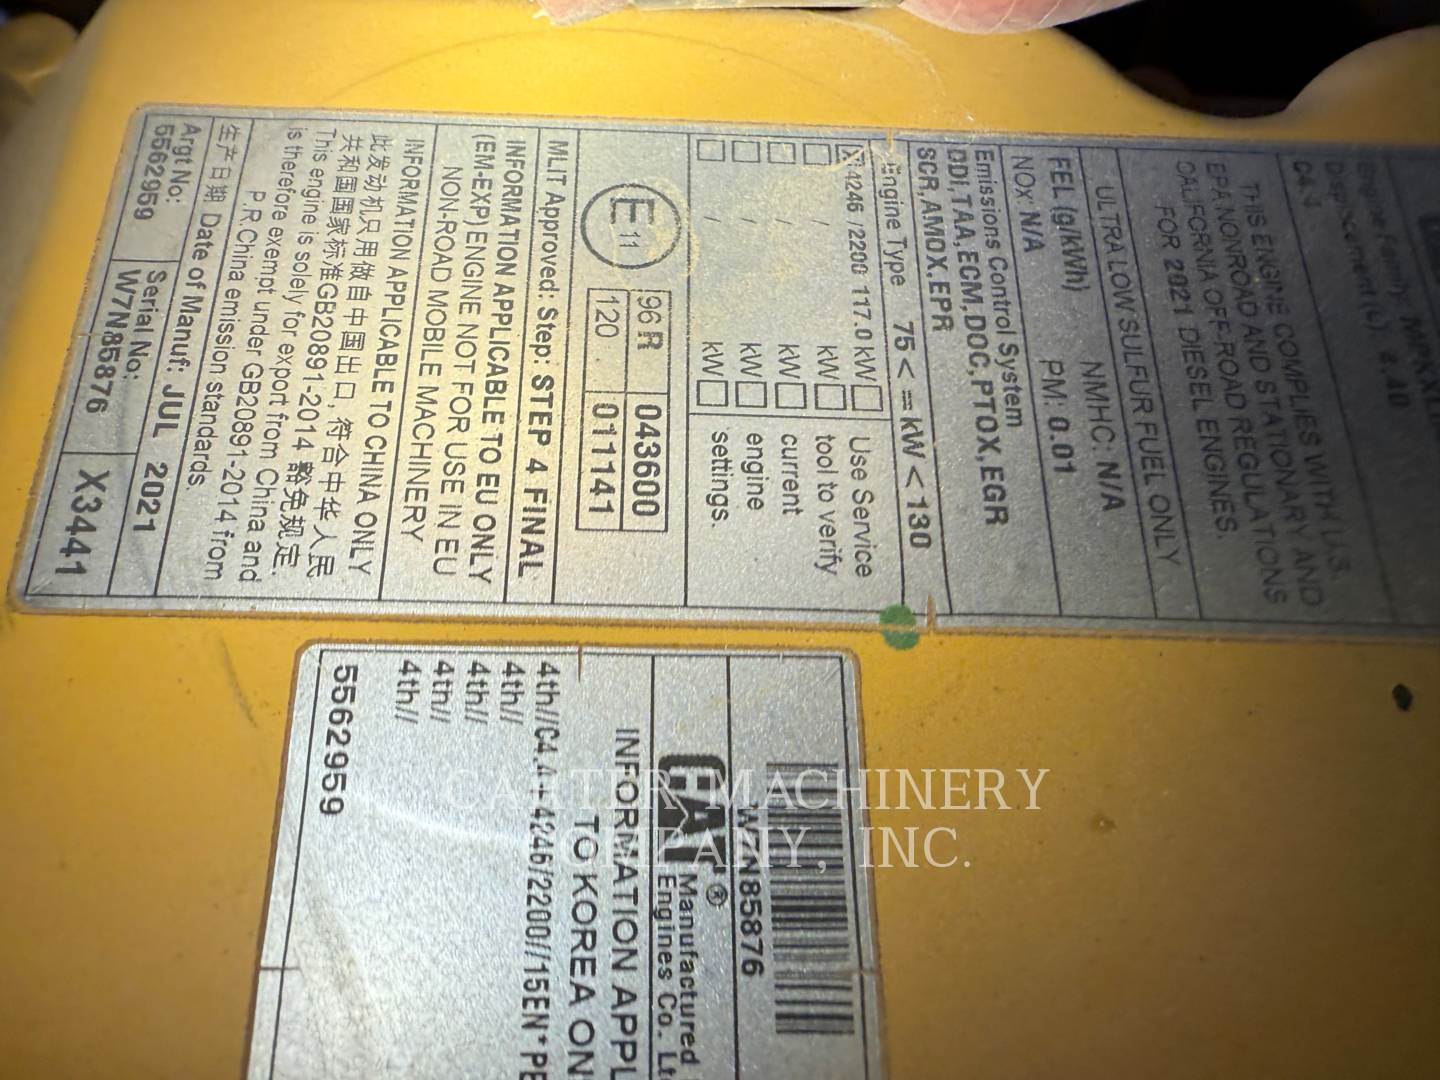 Engine Family: MPKXL
Displacement (L): 4.40
C4.4
THIS ENGINE COMPLIES WITH U.S.
EPA NONROAD AND STATIONARY AND
CALIFORNIA OFF-ROAD REGULATIONS
FOR 2021 DIESEL ENGINES.
ULTRA LOW SULFUR FUEL ONLY
FEL (g/kWh) NMHC: N/A
NOX: N/A PM: 0.01
Emissions Control System
DDI,TAA,ECM,DOC,PTOX,EGR
SCR,AMOX,EPR
Engine Type 75<=kW<130
4246 /2200 117.0 kW
/ kW
/ kW
/ kW
/ kW
Use Service
tool to verify
current
engine
settings.
E 11
96 R 043600
120 011141
MLIT Approved: Step: STEP 4 FINAL
INFORMATION APPLICABLE TO EU ONLY
(EM-EXP) ENGINE NOT FOR USE IN EU
NON-ROAD MOBILE MACHINERY
INFORMATION APPLICABLE TO CHINA ONLY
此发动机只用做自中国出口, 符合中华人民
共和国国家标准GB20891-2014 豁免规定.
This engine is solely for export from China and
is therefore exempt under GB20891-2014 from
P.R.China emission standards.
生产日期 Date of Manuf: JUL 2021
Argt No: Serial No:
5562959 W7N85876 X3441
W7N85876
CAT® Manufactured
Engines Co. Lt
INFORMATION APPL
TO KOREA ON
4th//C4.4//4246/2200//15EN*PE
4th//
4th//
4th//
4th//
5562959
CARTER MACHINERY
COMPANY, INC.